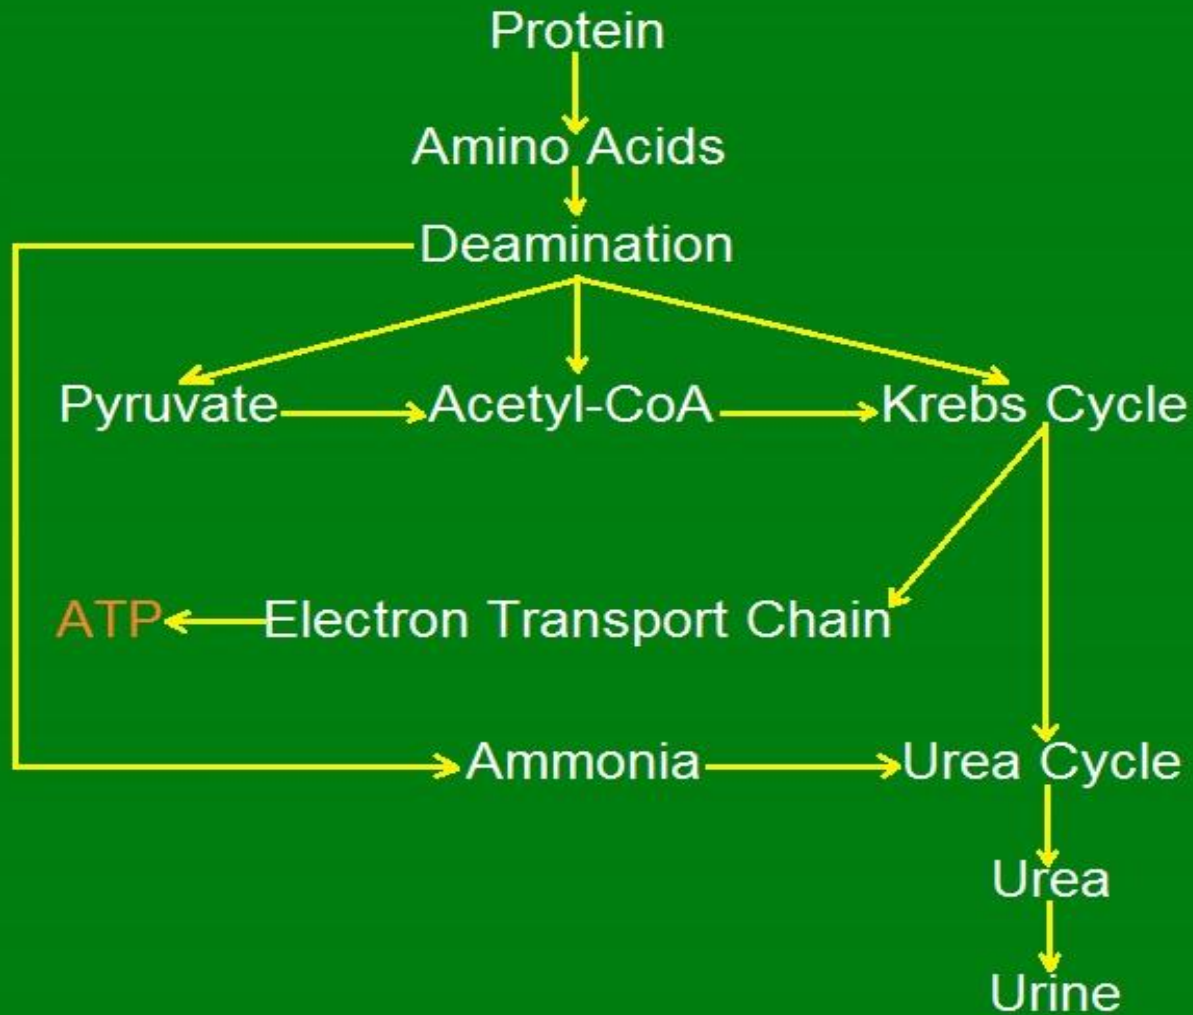 Protein
Amino Acids
Deamination
Pyruvate
Acetyl-CoA
Krebs Cycle
ATP
Electron Transport Chain
Ammonia
Urea Cycle
Urea
Urine